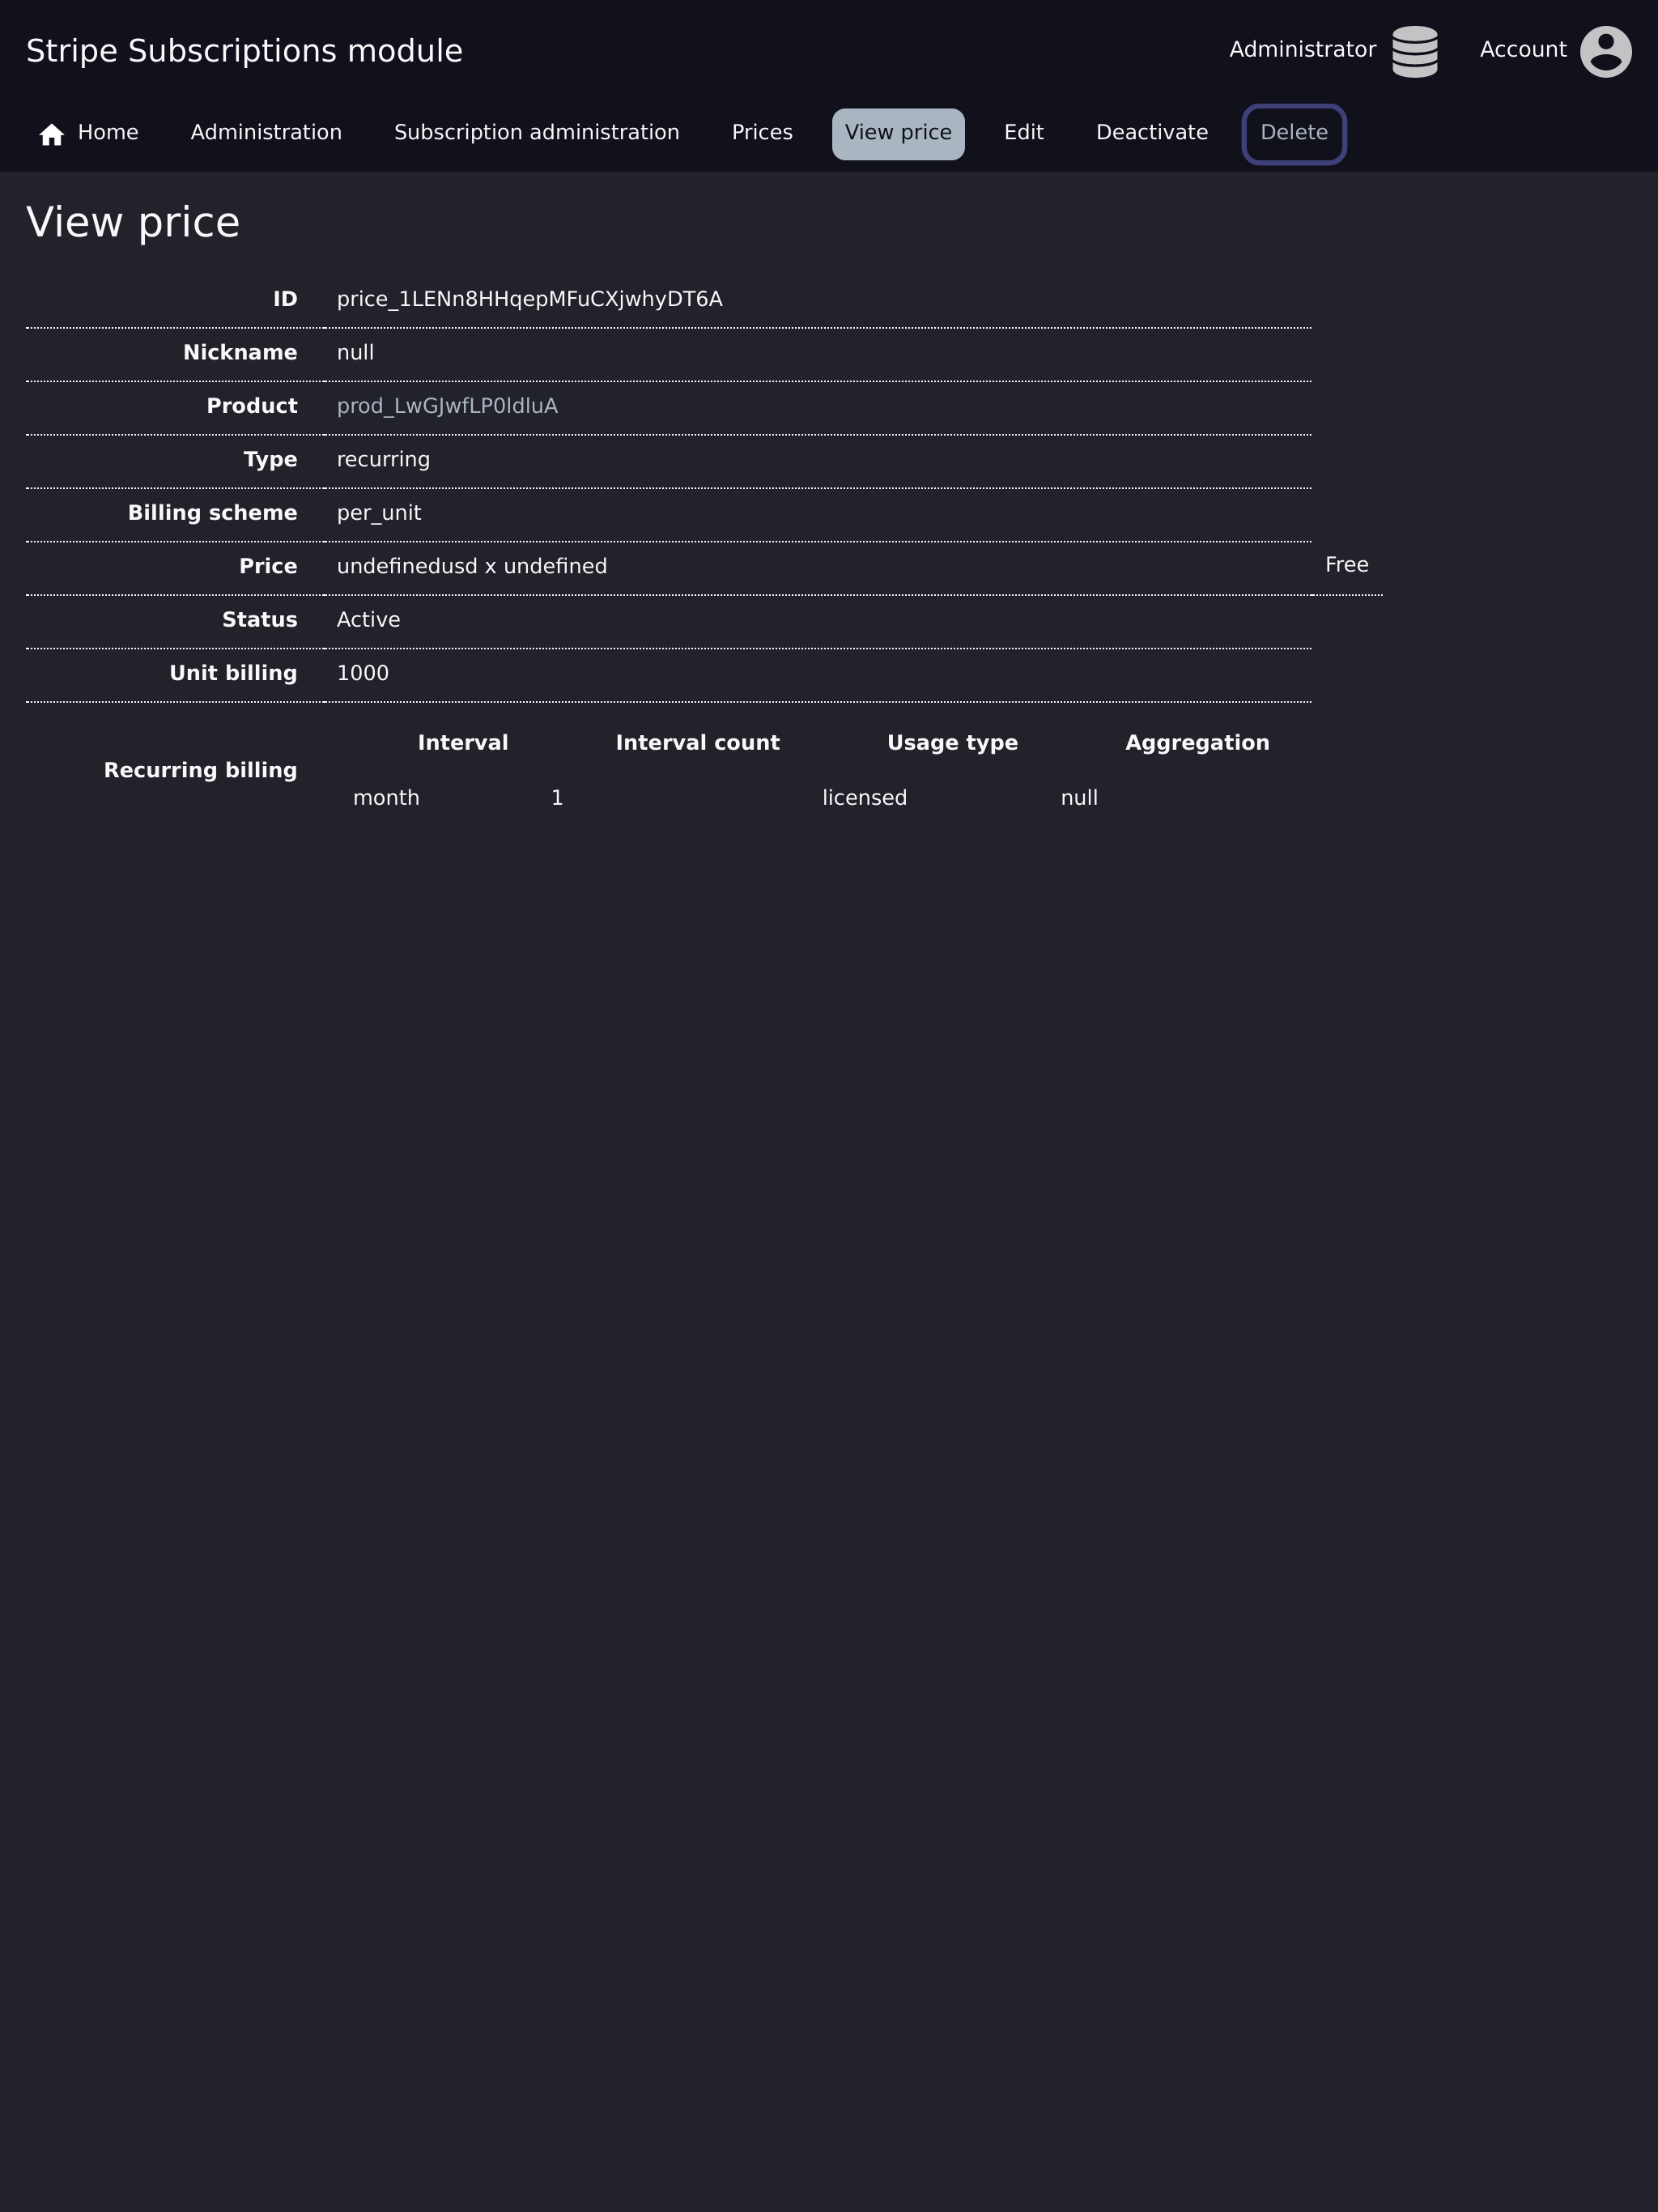 Stripe Subscriptions module
Administrator
Account
Home Administration Subscription administration Prices View price Edit Deactivate Delete
View price
ID price_1LENn8HHqepMFuCXjwhyDT6A
Nickname null
Product prod_LwGJwfLP0ldluA
Type recurring
Billing scheme per_unit
Price undefinedusd x undefined Free
Status Active
Unit billing 1000
Recurring billing
Interval Interval count Usage type Aggregation
month 1 licensed null